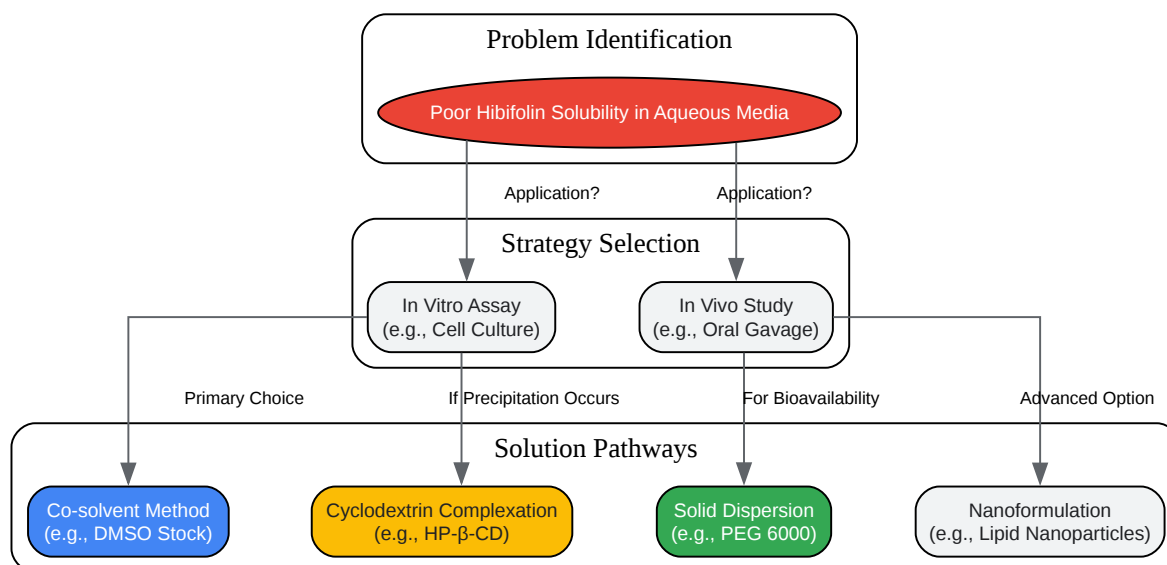 Problem Identification
Poor Hibifolin Solubility in Aqueous Media
Application?
Application?
Strategy Selection
In Vitro Assay
(e.g., Cell Culture)
In Vivo Study
(e.g., Oral Gavage)
Primary Choice
If Precipitation Occurs
For Bioavailability
Advanced Option
Solution Pathways
Co-solvent Method
(e.g., DMSO Stock)
Cyclodextrin Complexation
(e.g., HP-β-CD)
Solid Dispersion
(e.g., PEG 6000)
Nanoformulation
(e.g., Lipid Nanoparticles)